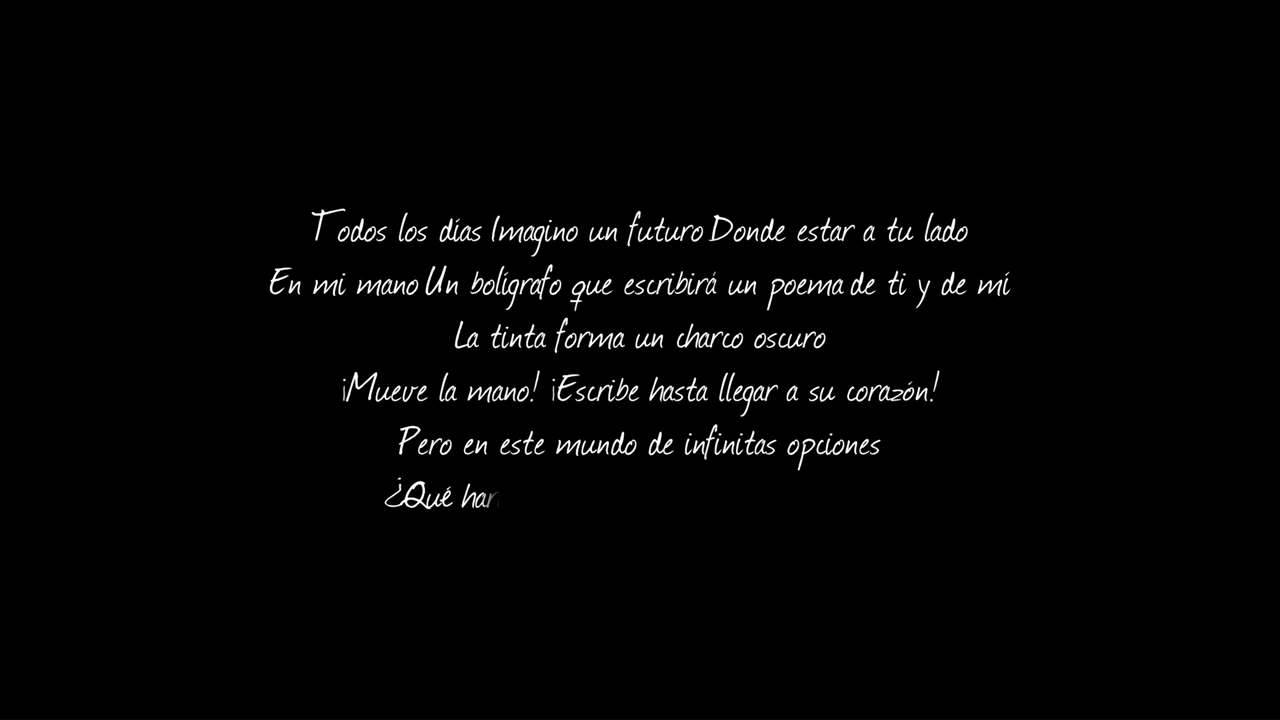 Todos los días Imagino un futuro Donde estar a tu lado
En mi mano Un bolígrafo que escribirá un poema de ti y de mí
La tinta forma un charco oscuro
¡Mueve la mano! ¡Escribe hasta llegar a su corazón!
Pero en este mundo de infinitas opciones
¿Qué har